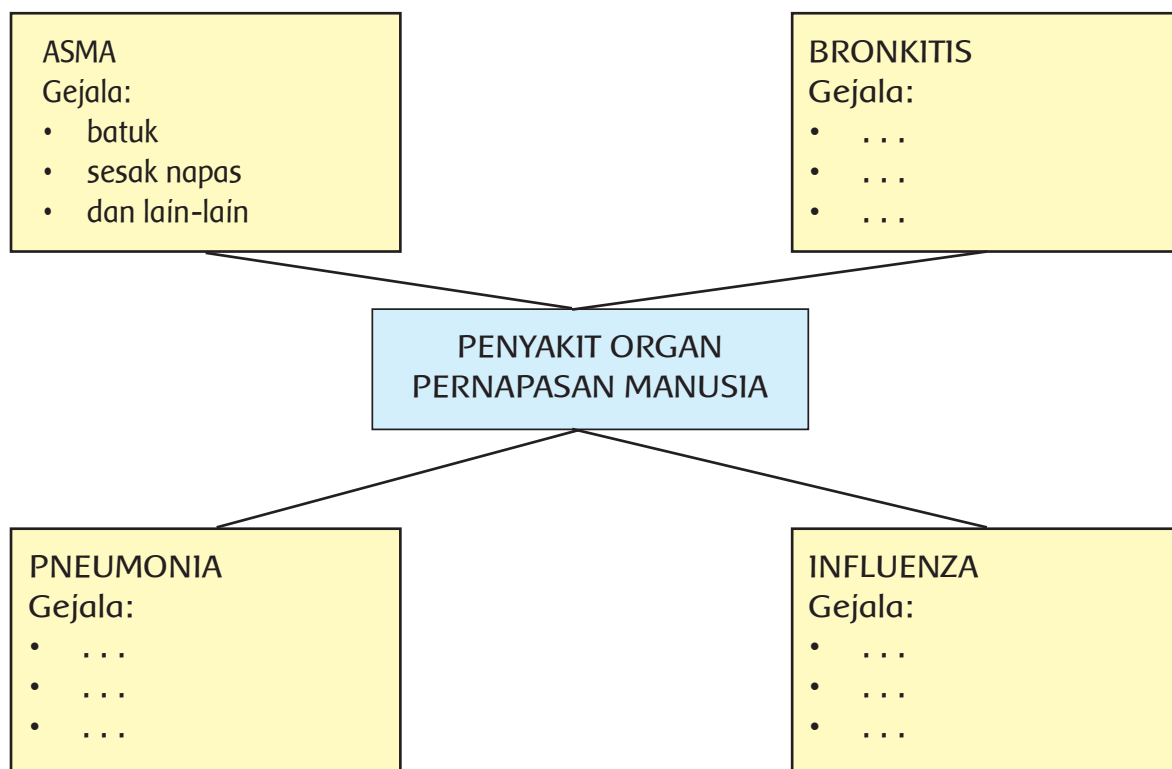 ASMA
Gejala:
• batuk
• sesak napas
• dan lain-lain
BRONKITIS
Gejala:
• . . .
• . . .
• . . .
PENYAKIT ORGAN
PERNAPASAN MANUSIA
PNEUMONIA
Gejala:
• . . .
• . . .
• . . .
INFLUENZA
Gejala:
• . . .
• . . .
• . . .